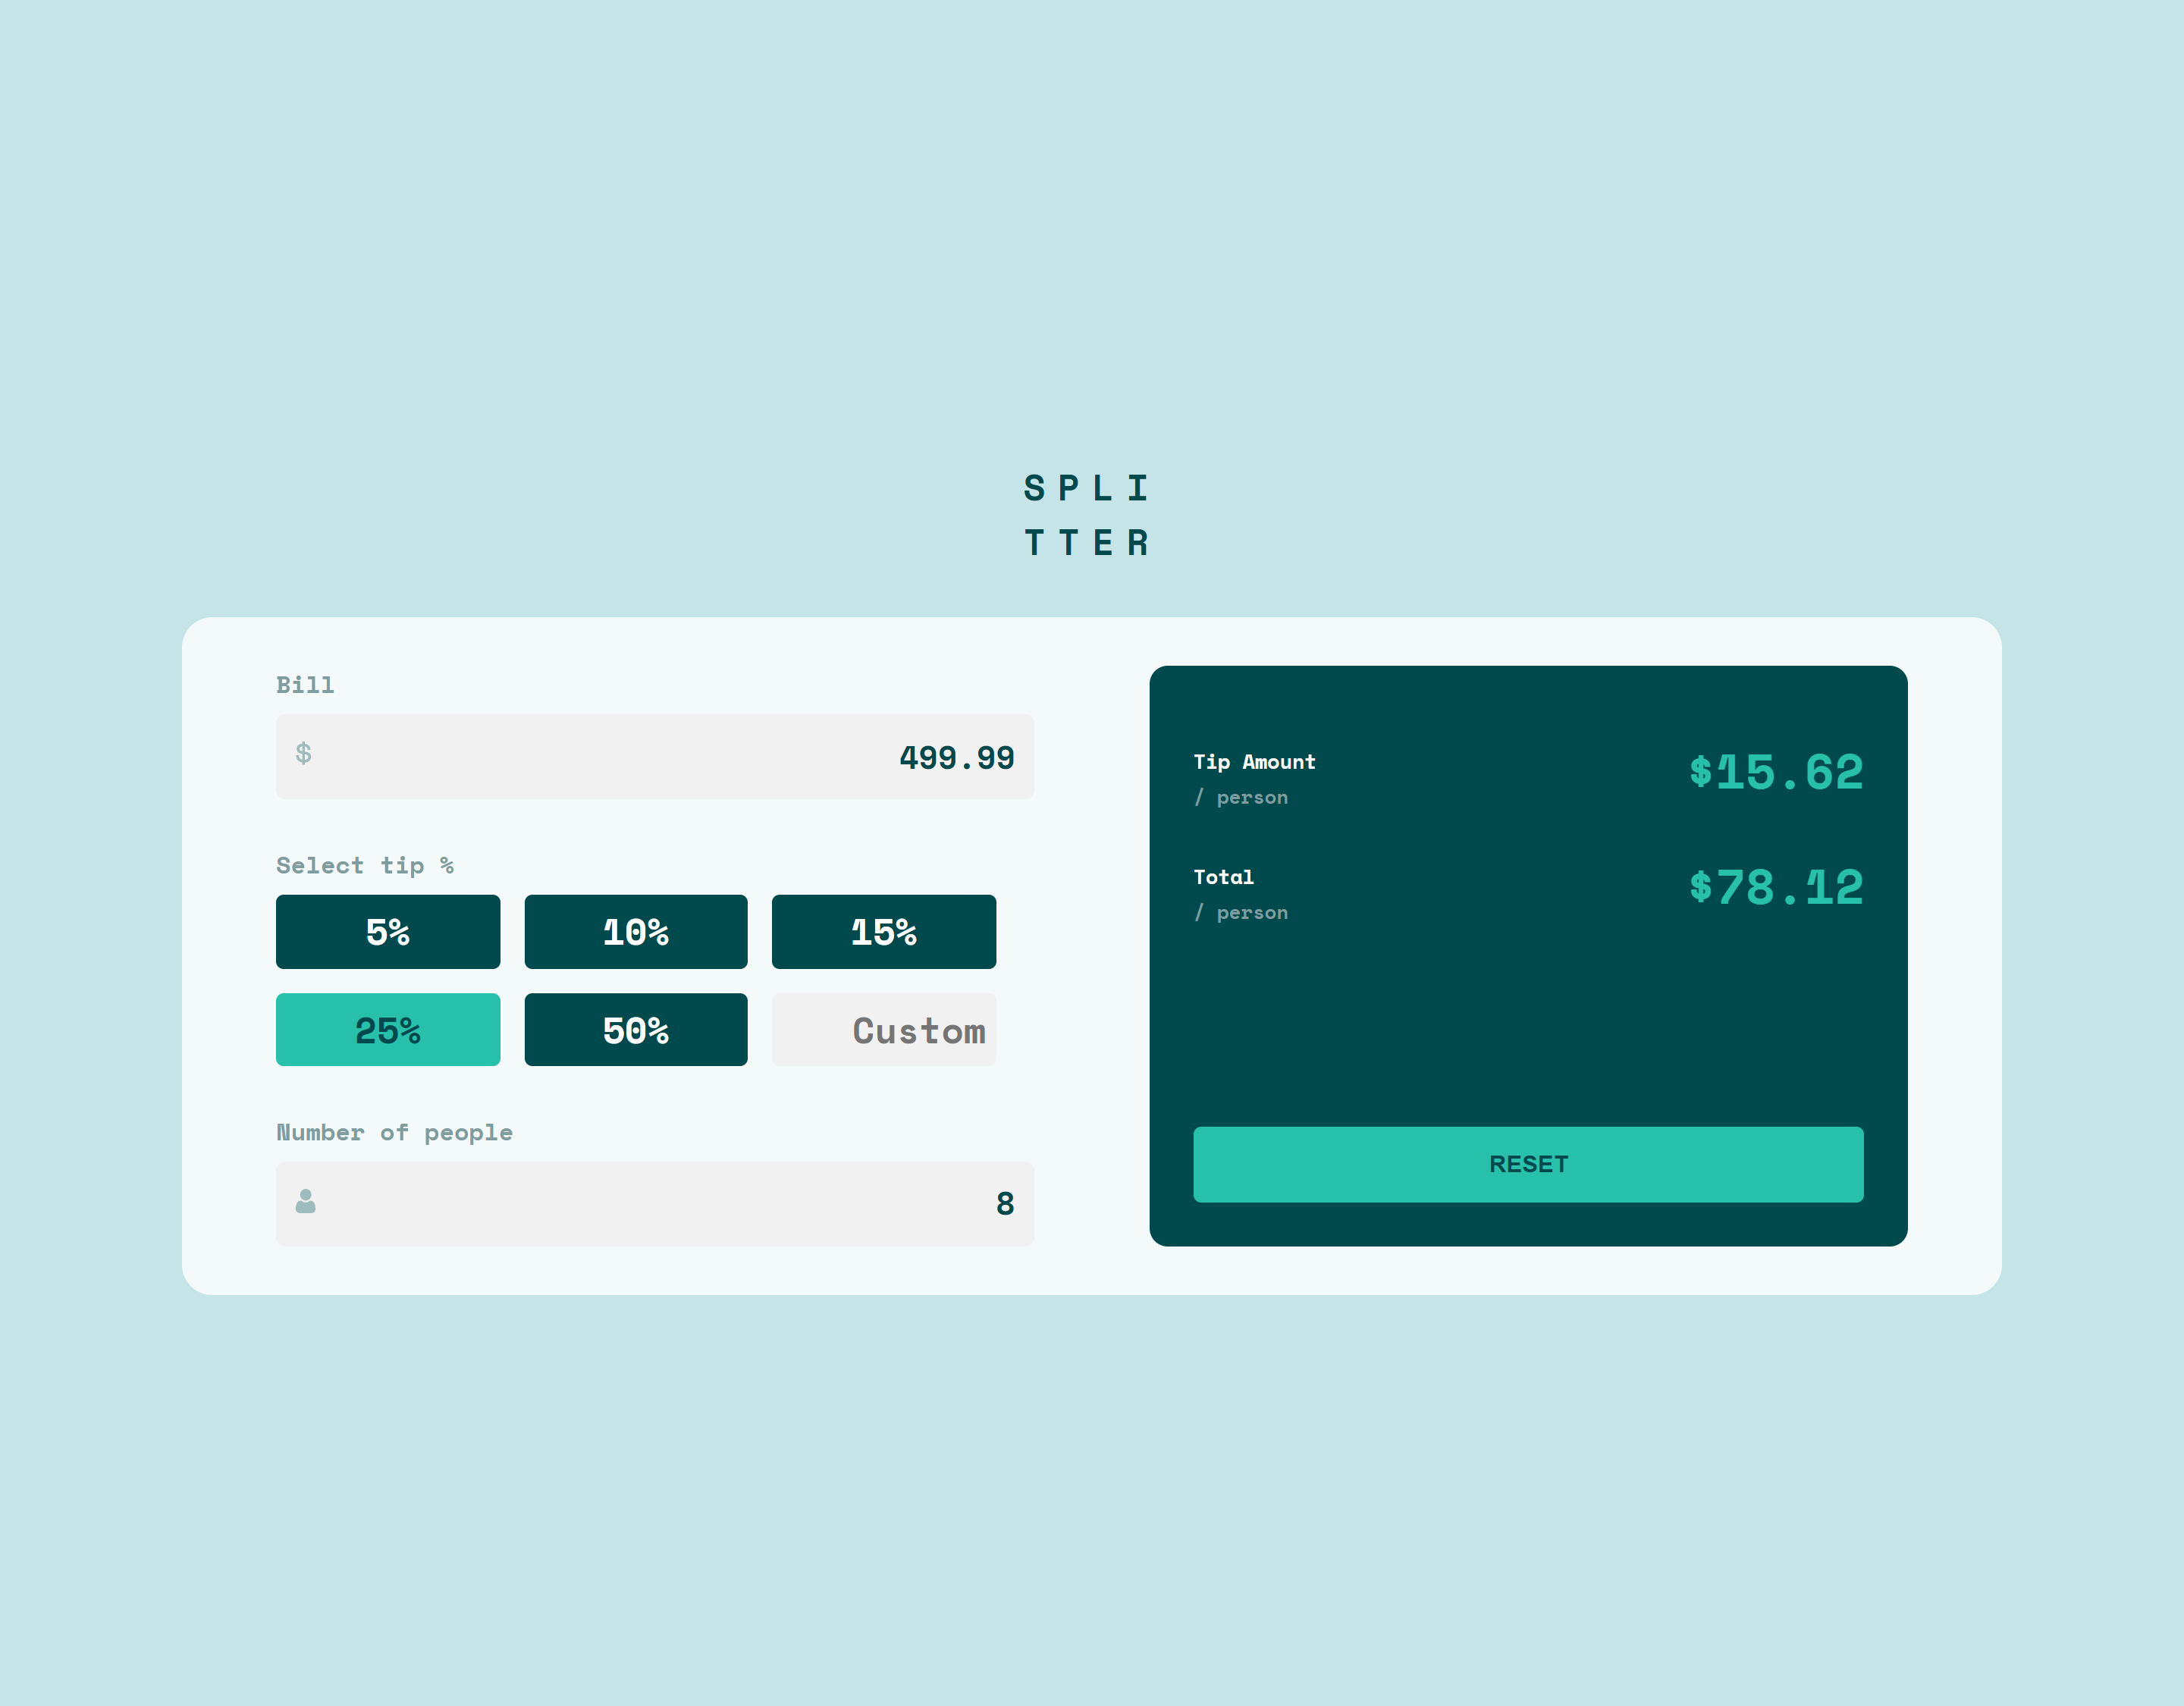 SPLI
TTER
Bill
$ 499.99
Select tip %
5% 10% 15%
25% 50% Custom
Number of people
8
Tip Amount
/ person
$15.62
Total
/ person
$78.12
RESET